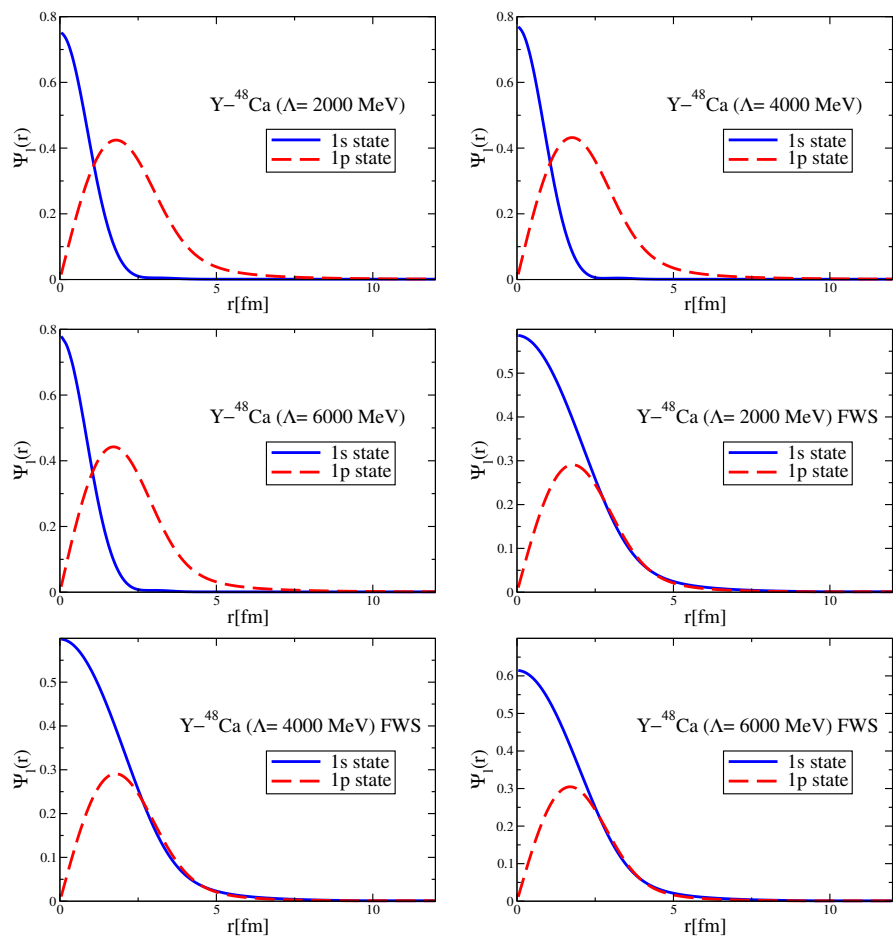 0.8
0.6
0.4
0.2
0
Ψ_l(r)
Y−⁴⁸Ca (Λ= 2000 MeV)
1s state
1p state
0 5 10
r[fm]
0.8
0.6
0.4
0.2
0
Ψ_l(r)
Y−⁴⁸Ca (Λ= 4000 MeV)
1s state
1p state
0 5 10
r[fm]
0.8
0.6
0.4
0.2
0
Ψ_l(r)
Y−⁴⁸Ca (Λ= 6000 MeV)
1s state
1p state
0 5 10
r[fm]
0.5
0.4
0.3
0.2
0.1
0
Ψ_l(r)
Y−⁴⁸Ca (Λ= 2000 MeV) FWS
1s state
1p state
0 5 10
r[fm]
0.5
0.4
0.3
0.2
0.1
0
Ψ_l(r)
Y−⁴⁸Ca (Λ= 4000 MeV) FWS
1s state
1p state
0 5 10
r[fm]
0.6
0.5
0.4
0.3
0.2
0.1
0
Ψ_l(r)
Y−⁴⁸Ca (Λ= 6000 MeV) FWS
1s state
1p state
0 5 10
r[fm]